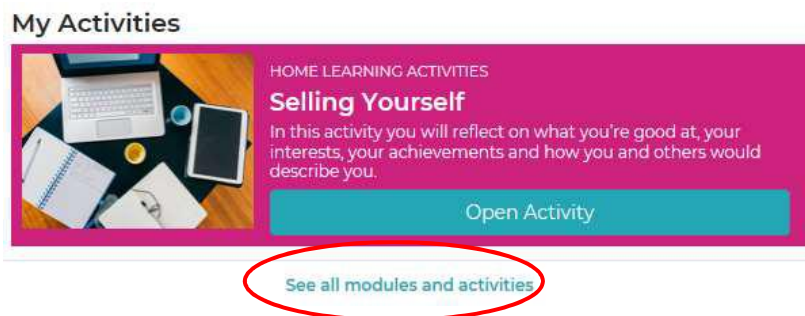 My Activities
HOME LEARNING ACTIVITIES
Selling Yourself
In this activity you will reflect on what you're good at, your
interests, your achievements and how you and others would
describe you.
Open Activity
See all modules and activities